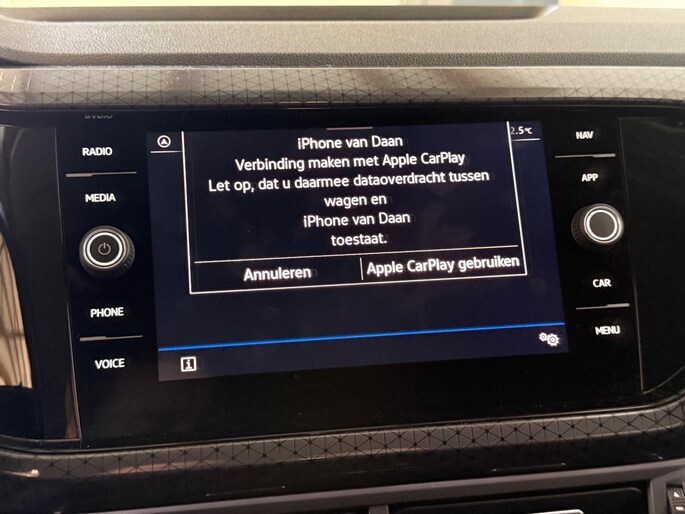 RADIO
MEDIA
PHONE
VOICE
iPhone van Daan
Verbinding maken met Apple CarPlay
Let op, dat u daarmee dataoverdracht tussen
wagen en
iPhone van Daan
toestaat.
Annuleren
Apple CarPlay gebruiken
2.5°C
i
NAV
APP
CAR
MENU